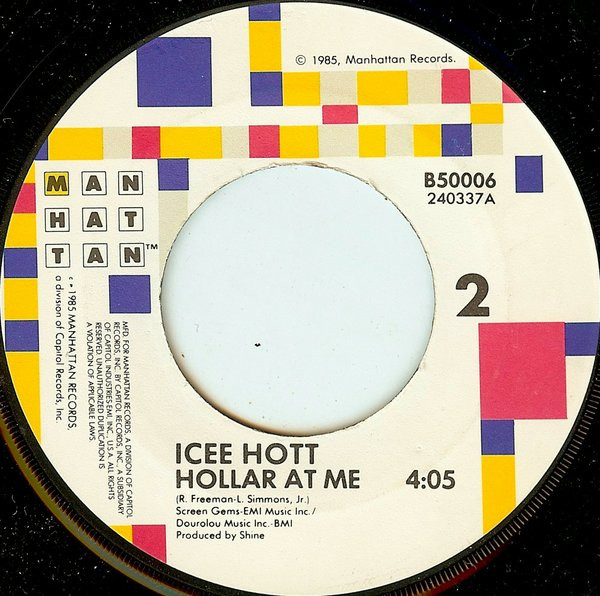 © 1985, Manhattan Records.
B50006
240337A
MAN
HAT
TAN™
2
℗ 1985 MANHATTAN RECORDS,
a division of Capitol Records, Inc.
MFD. FOR MANHATTAN RECORDS, A DIVISION OF CAPITOL
RECORDS, INC. BY CAPITOL RECORDS, INC., A SUBSIDIARY
OF CAPITOL INDUSTRIES-EMI, INC., U.S.A. ALL RIGHTS
RESERVED. UNAUTHORIZED DUPLICATION IS
A VIOLATION OF APPLICABLE LAWS
ICEE HOTT
HOLLAR AT ME 4:05
(R. Freeman-L. Simmons, Jr.)
Screen Gems-EMI Music Inc./
Dourolou Music Inc.-BMI
Produced by Shine